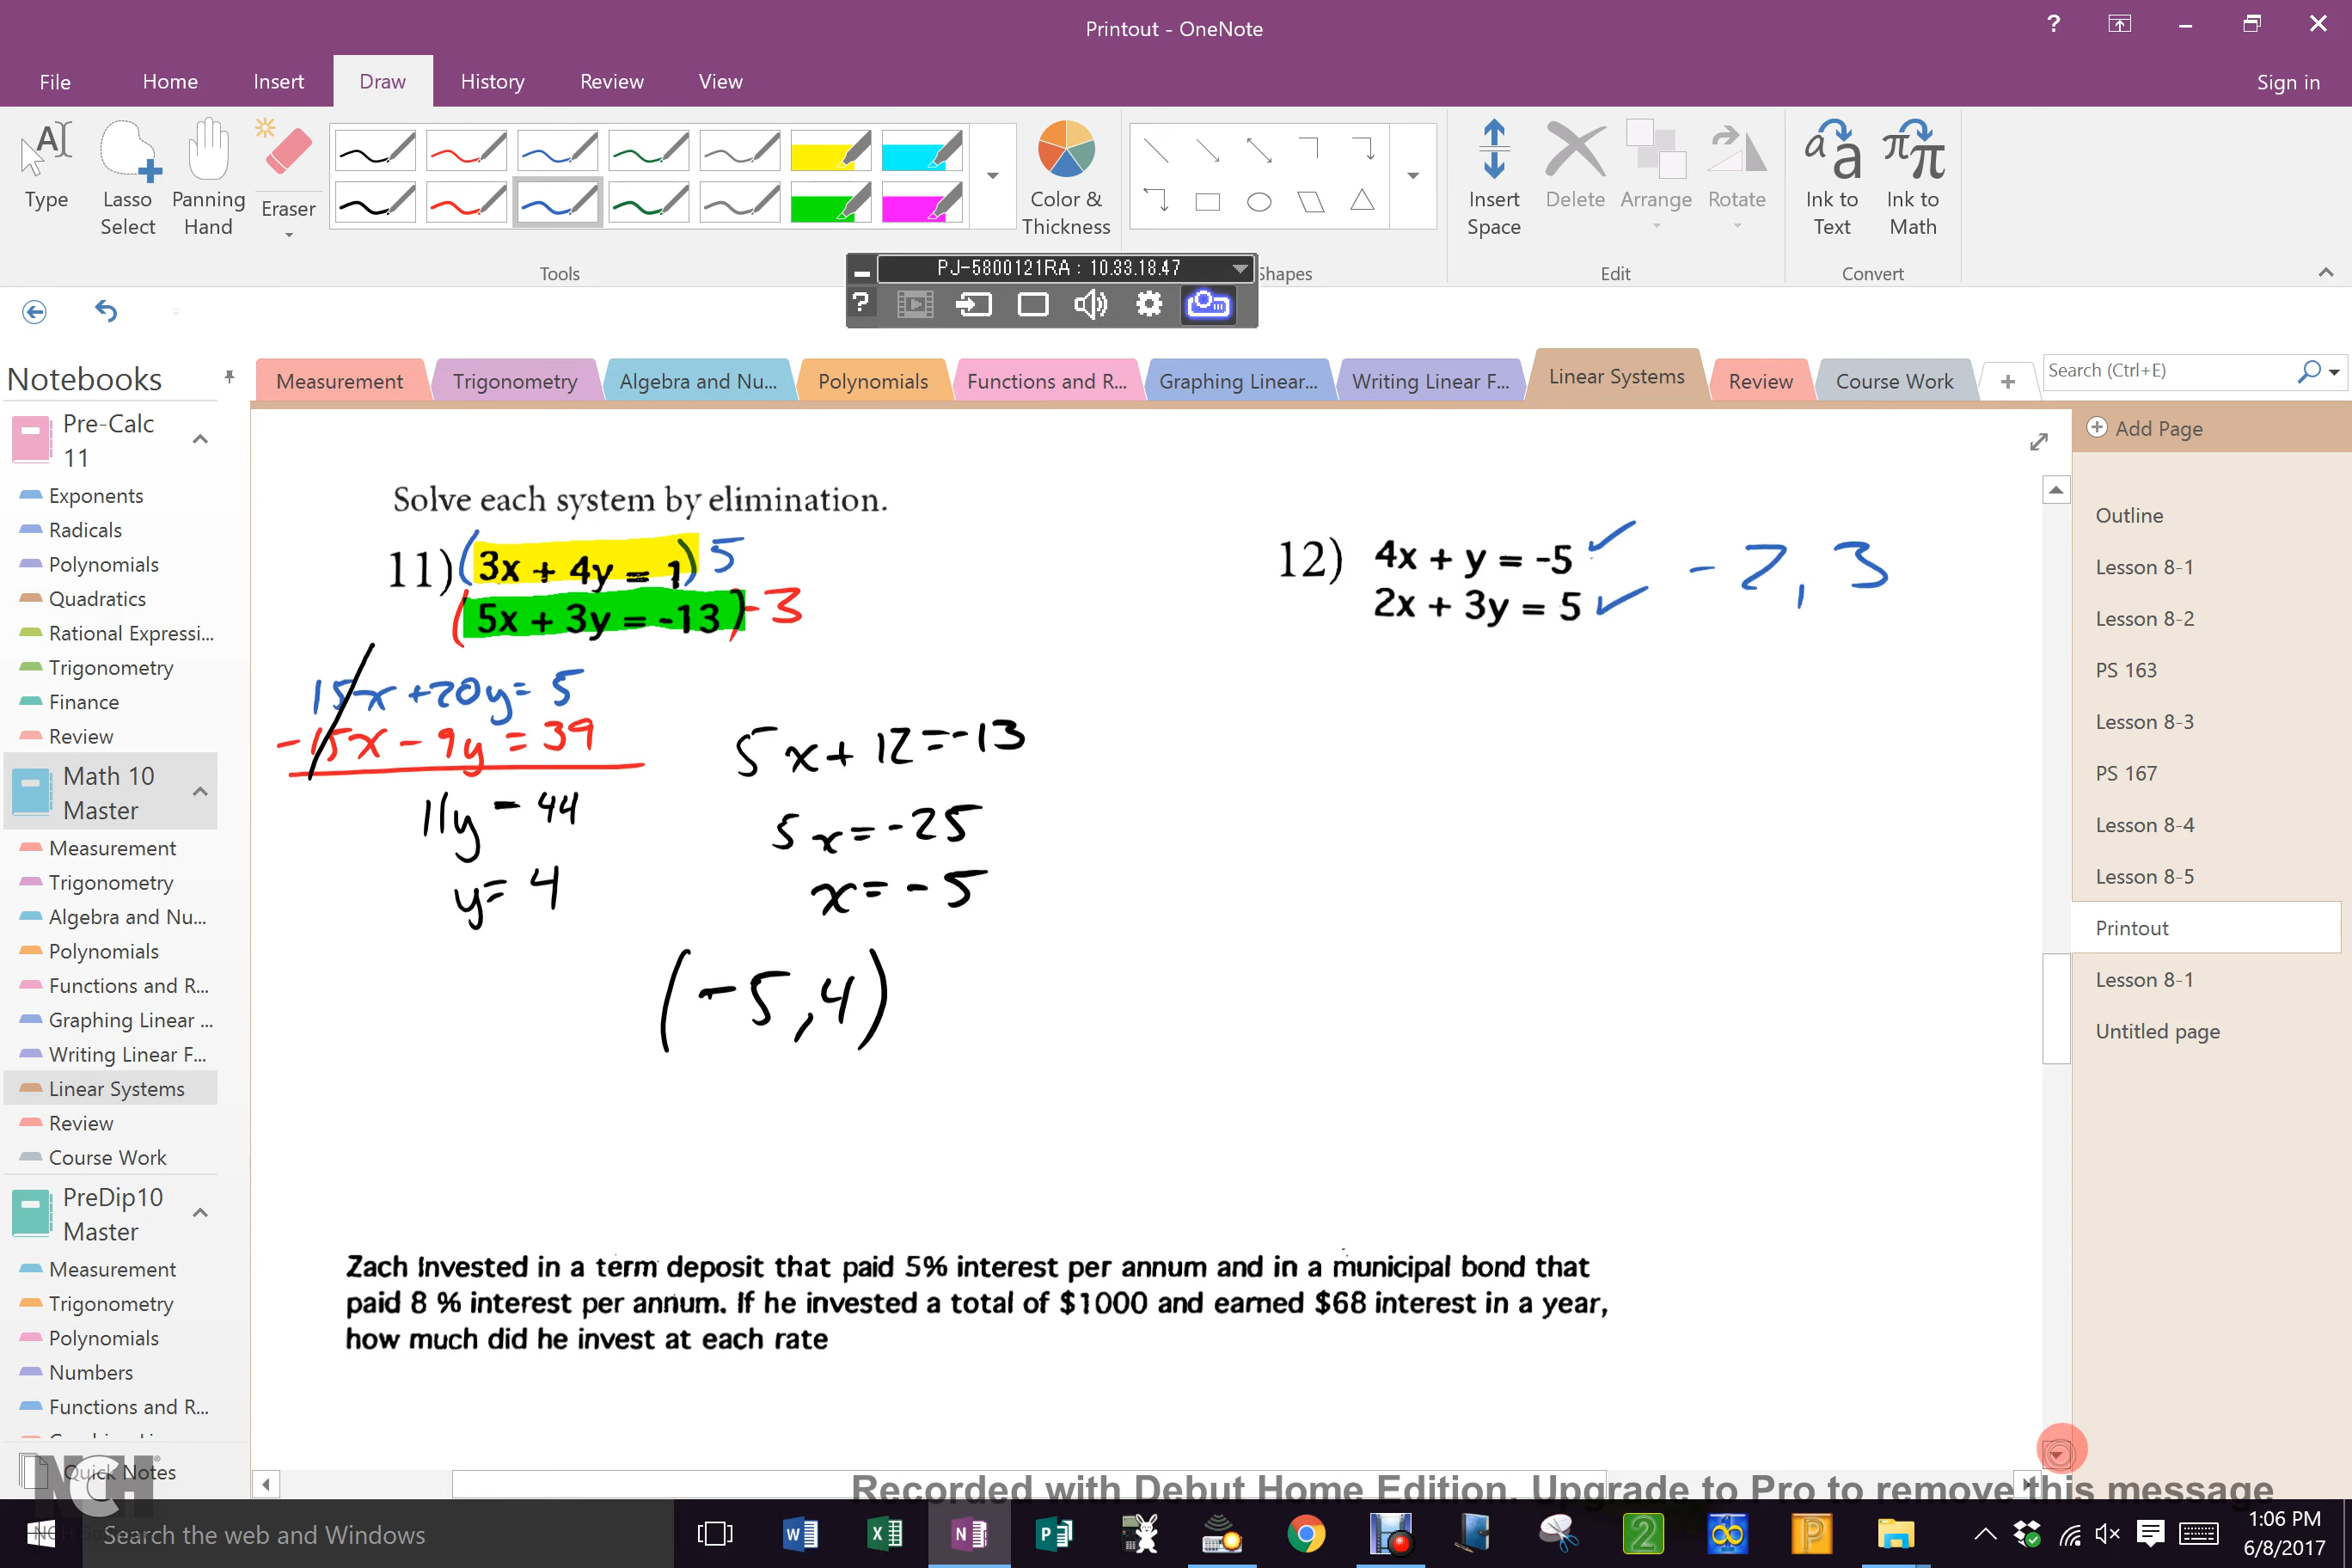 Printout - OneNote
File Home Insert Draw History Review View Sign in
Type
Lasso Select
Panning Hand
Eraser
Color & Thickness
Insert Space
Delete
Arrange
Rotate
Ink to Text
Ink to Math
Tools
Shapes
Edit
Convert
PJ-5800121RA : 10.33.18.47
Notebooks
Measurement Trigonometry Algebra and Nu... Polynomials Functions and R... Graphing Linear... Writing Linear F... Linear Systems Review Course Work +
Search (Ctrl+E)
Pre-Calc 11
Exponents
Radicals
Polynomials
Quadratics
Rational Expressi...
Trigonometry
Finance
Review
Math 10 Master
Measurement
Trigonometry
Algebra and Nu...
Polynomials
Functions and R...
Graphing Linear ...
Writing Linear F...
Linear Systems
Review
Course Work
PreDip10 Master
Measurement
Trigonometry
Polynomials
Numbers
Functions and R...
Quick Notes
Solve each system by elimination.
11) (3x + 4y = 1) 5
(5x + 3y = -13) -3
15x + 20y = 5
-15x - 9y = 39
11y - 44
y = 4
5x + 12 = -13
5x = -25
x = -5
(-5, 4)
12) 4x + y = -5 ✓ -2, 3
2x + 3y = 5 ✓
Zach Invested in a term deposit that paid 5% interest per annum and in a municipal bond that
paid 8 % interest per annum. If he invested a total of $1000 and earned $68 interest in a year,
how much did he invest at each rate
Add Page
Outline
Lesson 8-1
Lesson 8-2
PS 163
Lesson 8-3
PS 167
Lesson 8-4
Lesson 8-5
Printout
Lesson 8-1
Untitled page
NCH
Recorded with Debut Home Edition. Upgrade to Pro to remove this message
Search the web and Windows
1:06 PM
6/8/2017